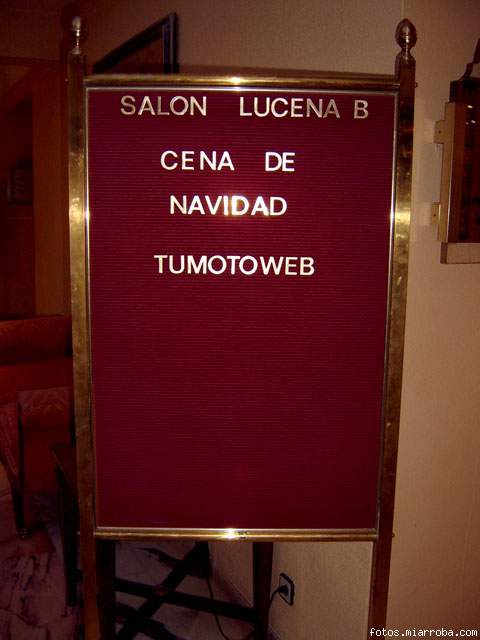 SALON LUCENA B
CENA DE
NAVIDAD
TUMOTOWEB
fotos.miarroba.com